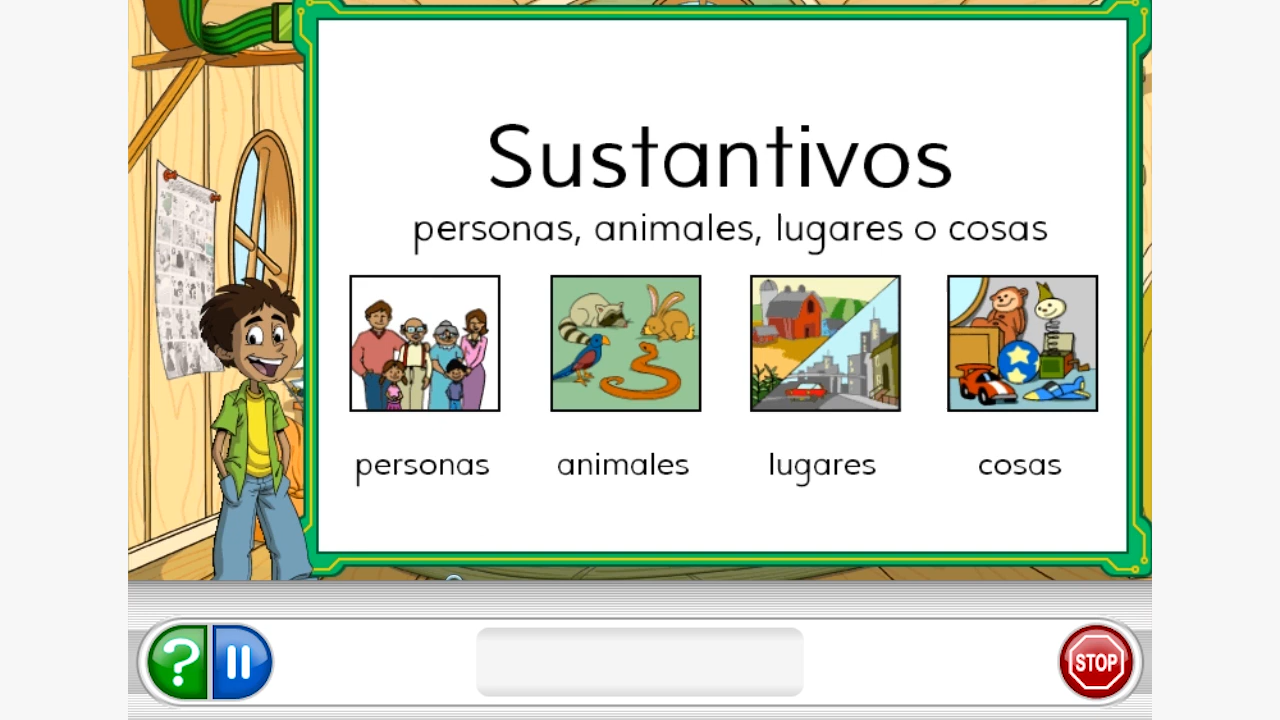 Sustantivos
personas, animales, lugares o cosas
personas animales lugares cosas
?
STOP